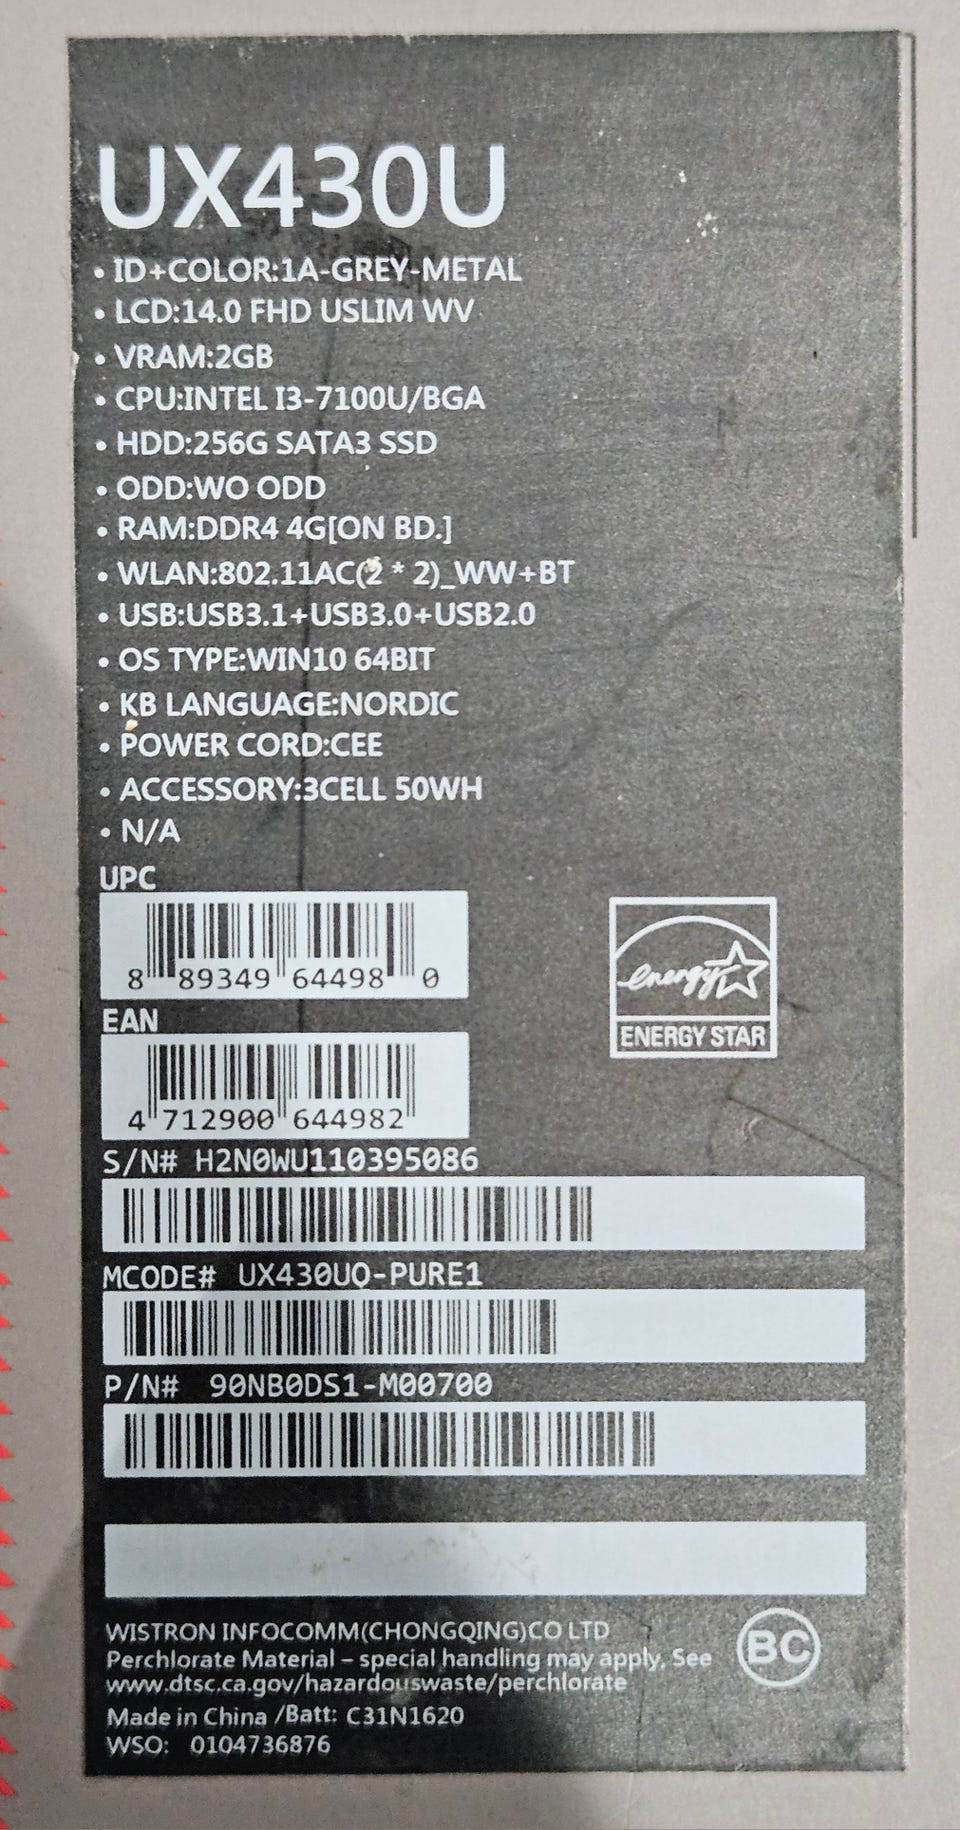 UX430U
• ID+COLOR:1A-GREY-METAL
• LCD:14.0 FHD USLIM WV
• VRAM:2GB
• CPU:INTEL I3-7100U/BGA
• HDD:256G SATA3 SSD
• ODD:WO ODD
• RAM:DDR4 4G[ON BD.]
• WLAN:802.11AC(2 * 2)_WW+BT
• USB:USB3.1+USB3.0+USB2.0
• OS TYPE:WIN10 64BIT
• KB LANGUAGE:NORDIC
• POWER CORD:CEE
• ACCESSORY:3CELL 50WH
• N/A
UPC
8 89349 64498 0
energy
ENERGY STAR
EAN
4 712900 644982
S/N# H2N0WU110395086
MCODE# UX430UQ-PURE1
P/N# 90NB0DS1-M00700
WISTRON INFOCOMM(CHONGQING)CO LTD
Perchlorate Material – special handling may apply. See
www.dtsc.ca.gov/hazardouswaste/perchlorate
BC
Made in China /Batt: C31N1620
WSO: 0104736876